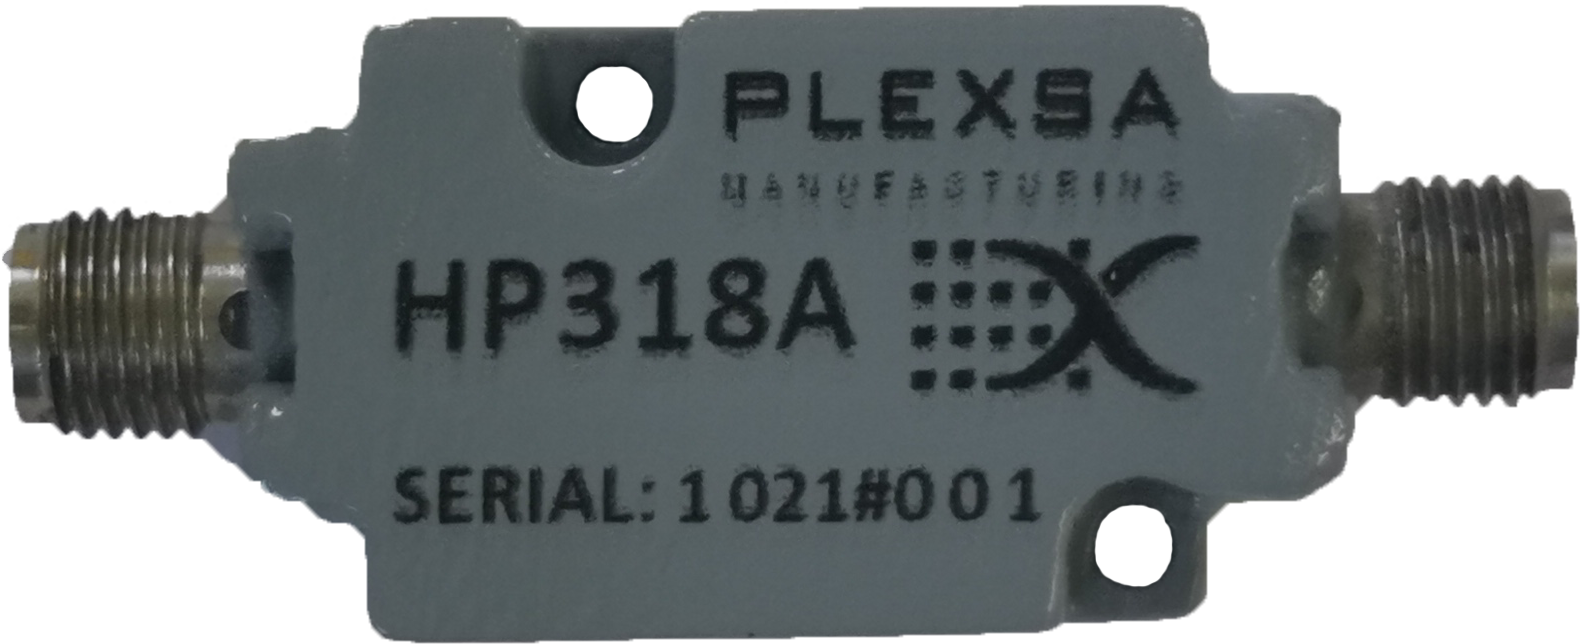 PLEXSA
MANUFACTURING
HP318A
SERIAL: 1021#001